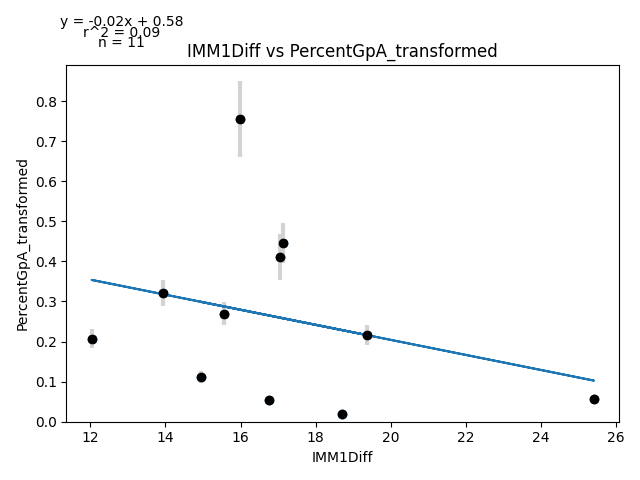 y = -0.02x + 0.58
r^2 = 0.09
n = 11
IMM1Diff vs PercentGpA_transformed
PercentGpA_transformed
0.8
0.7
0.6
0.5
0.4
0.3
0.2
0.1
0.0
12 14 16 18 20 22 24 26
IMM1Diff